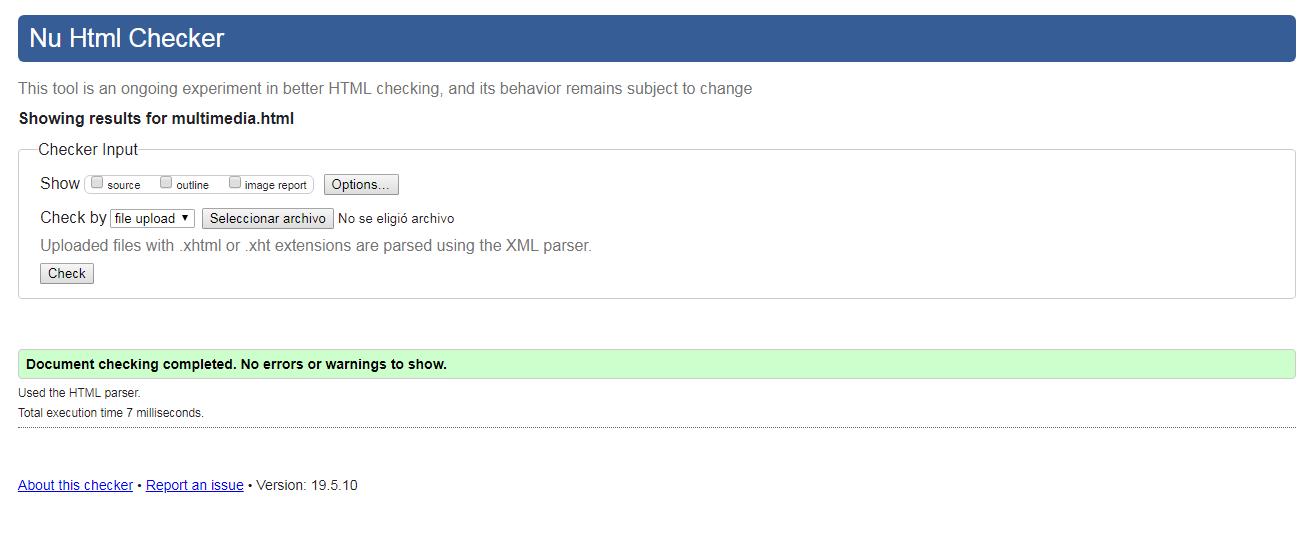 Nu Html Checker
This tool is an ongoing experiment in better HTML checking, and its behavior remains subject to change
Showing results for multimedia.html
Checker Input
Show source outline image report Options...
Check by file upload Seleccionar archivo No se eligió archivo
Uploaded files with .xhtml or .xht extensions are parsed using the XML parser.
Check
Document checking completed. No errors or warnings to show.
Used the HTML parser.
Total execution time 7 milliseconds.
About this checker • Report an issue • Version: 19.5.10